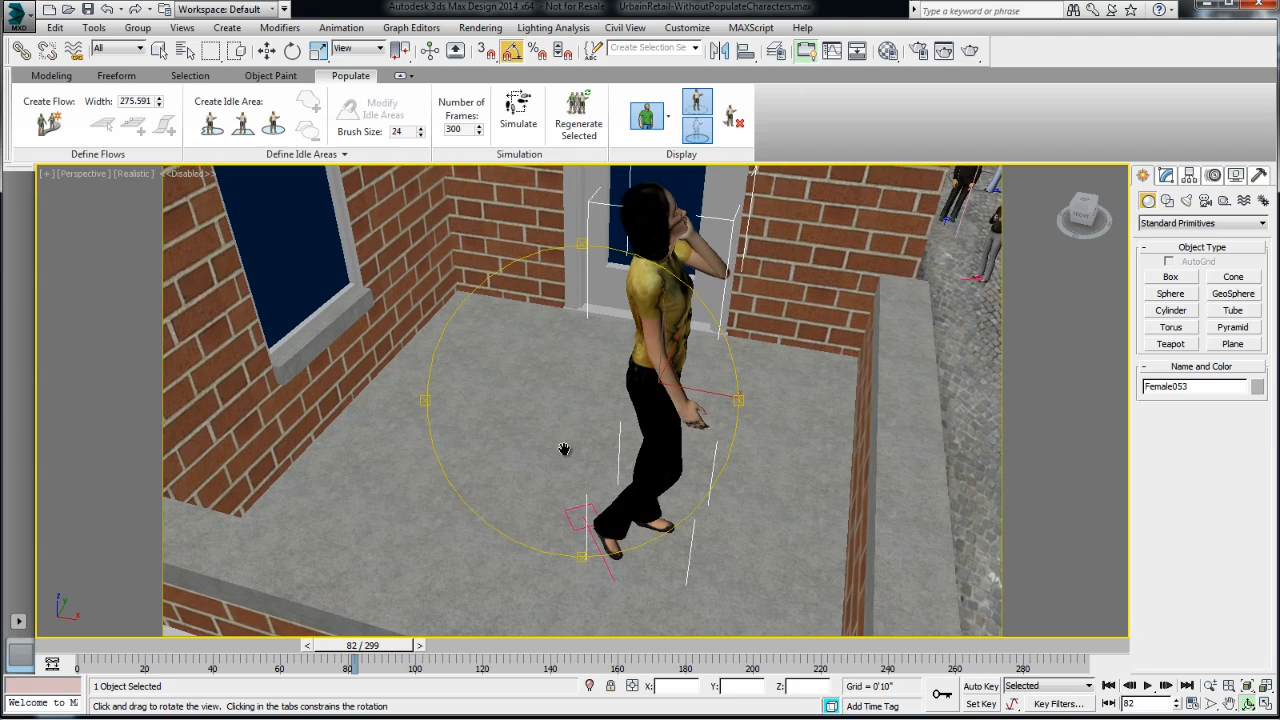 Workspace: Default
Autodesk 3ds Max Design 2014 x64 - Not for Resale
UrbanRetail-WithoutPopulateCharacters.max
Type a keyword or phrase
MXD
Edit Tools Group Views Create Modifiers Animation Graph Editors Rendering Lighting Analysis Civil View Customize MAXScript Help
All View 3 % ABC Create Selection Se
Modeling Freeform Selection Object Paint Populate
Create Flow: Width: 275.591
Create Idle Area:
Modify
Idle Areas
Brush Size: 24
Number of
Frames:
300
Simulate
Regenerate
Selected
Define Flows Define Idle Areas Simulation Display
[+] [Perspective] [Realistic] <<Disabled>>
FRONT
Standard Primitives
- Object Type
AutoGrid
Box Cone
Sphere GeoSphere
Cylinder Tube
Torus Pyramid
Teapot Plane
- Name and Color
Female053
z y x
< 82 / 299 >
0 20 40 60 80 100 120 140 160 180 200 220 240 260 280
1 Object Selected X: Y: Z: Grid = 0'10" Auto Key Selected
Welcome to MA Click and drag to rotate the view. Clicking in the tabs constrains the rotation Add Time Tag Set Key Key Filters... 82